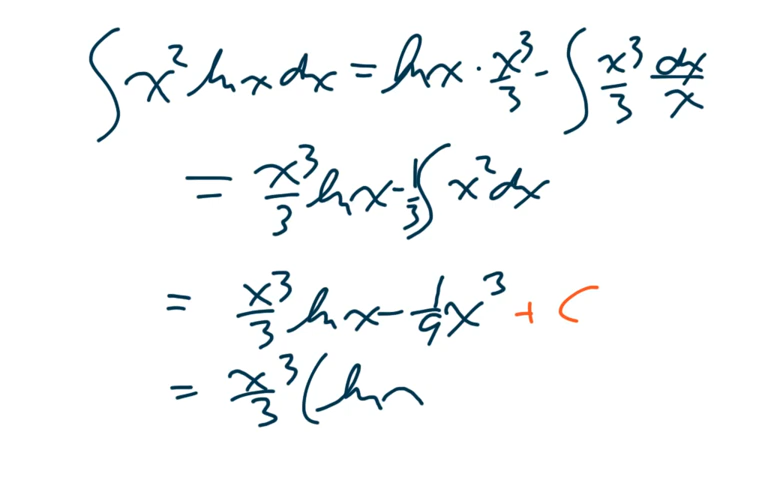 ∫ x² ln x dx = ln x · x³/3 - ∫ x³/3 dx/x
= x³/3 ln x - 1/3 ∫ x² dx
= x³/3 ln x - 1/9 x³ + C
= x³/3 ( ln